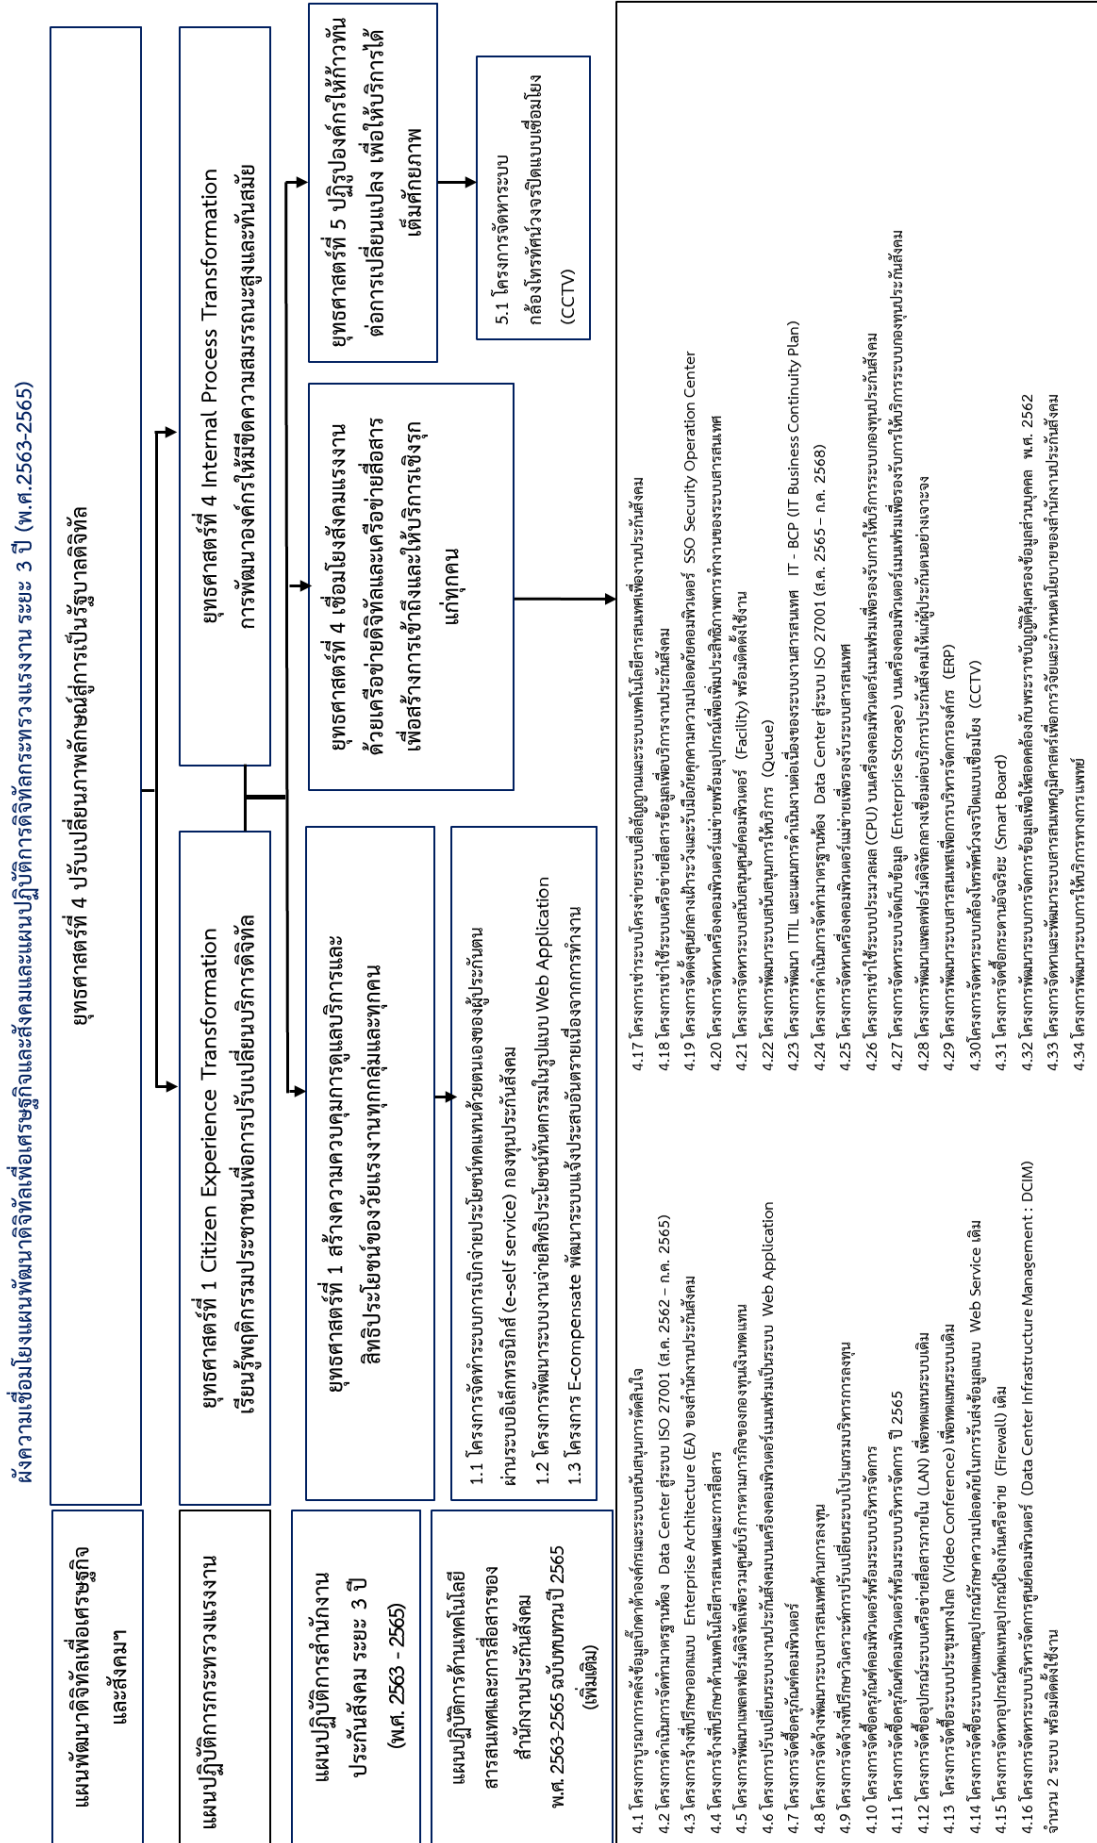 ผังความเชื่อมโยงแผนพัฒนาดิจิทัลเพื่อเศรษฐกิจและสังคมและแผนปฏิบัติการดิจิทัลกระทรวงแรงงาน ระยะ 3 ปี (พ.ศ.2563-2565)
แผนพัฒนาดิจิทัลเพื่อเศรษฐกิจ
และสังคมฯ
ยุทธศาสตร์ที่ 4 ปรับเปลี่ยนภาพลักษณ์สู่การเป็นรัฐบาลดิจิทัล
แผนปฏิบัติการกระทรวงแรงงาน
ยุทธศาสตร์ที่ 1 Citizen Experience Transformation
เรียนรู้พฤติกรรมประชาชนเพื่อการปรับเปลี่ยนบริการดิจิทัล
ยุทธศาสตร์ที่ 4 Internal Process Transformation
การพัฒนาองค์กรให้มีขีดความสมรรถนะสูงและทันสมัย
แผนปฏิบัติการสำนักงาน
ประกันสังคม ระยะ 3 ปี
(พ.ศ. 2563 - 2565)
ยุทธศาสตร์ที่ 1 สร้างความควบคุมการดูแลบริการและ
สิทธิประโยชน์ของวัยแรงงานทุกกลุ่มและทุกคน
ยุทธศาสตร์ที่ 4 เชื่อมโยงสังคมแรงงาน
ด้วยเครือข่ายดิจิทัลและเครือข่ายสื่อสาร
เพื่อสร้างการเข้าถึงและให้บริการเชิงรุก
แก่ทุกคน
ยุทธศาสตร์ที่ 5 ปฏิรูปองค์กรให้ก้าวทัน
ต่อการเปลี่ยนแปลง เพื่อให้บริการได้
เต็มศักยภาพ
แผนปฏิบัติการด้านเทคโนโลยี
สารสนเทศและการสื่อสารของ
สำนักงานประกันสังคม
พ.ศ. 2563-2565 ฉบับทบทวน ปี 2565
(เพิ่มเติม)
1.1 โครงการจัดทำระบบการเบิกจ่ายประโยชน์ทดแทนด้วยตนเองของผู้ประกันตน
ผ่านระบบอิเล็กทรอนิกส์ (e-self service) กองทุนประกันสังคม
1.2 โครงการพัฒนาระบบงานจ่ายสิทธิประโยชน์ทันตกรรมในรูปแบบ Web Application
1.3 โครงการ E-compensate พัฒนาระบบแจ้งประสบอันตรายเนื่องจากการทำงาน
5.1 โครงการจัดหาระบบ
กล้องโทรทัศน์วงจรปิดแบบเชื่อมโยง
(CCTV)
4.1 โครงการบูรณาการคลังข้อมูลบิ๊กดาต้าองค์กรและระบบสนับสนุนการตัดสินใจ
4.2 โครงการดำเนินการจัดทำมาตรฐานห้อง Data Center สู่ระบบ ISO 27001 (ส.ค. 2562 – ก.ค. 2565)
4.3 โครงการจ้างที่ปรึกษาออกแบบ Enterprise Architecture (EA) ของสำนักงานประกันสังคม
4.4 โครงการจ้างที่ปรึกษาด้านเทคโนโลยีสารสนเทศและการสื่อสาร
4.5 โครงการพัฒนาแพลตฟอร์มดิจิทัลเพื่อรวมศูนย์บริการตามภารกิจของกองทุนเงินทดแทน
4.6 โครงการปรับเปลี่ยนระบบงานประกันสังคมบนเครื่องคอมพิวเตอร์เมนเฟรมเป็นระบบ Web Application
4.7 โครงการจัดซื้อครุภัณฑ์คอมพิวเตอร์
4.8 โครงการจัดจ้างพัฒนาระบบสารสนเทศด้านการลงทุน
4.9 โครงการจัดจ้างที่ปรึกษาวิเคราะห์การปรับเปลี่ยนระบบโปรแกรมบริหารการลงทุน
4.10 โครงการจัดซื้อครุภัณฑ์คอมพิวเตอร์พร้อมระบบบริหารจัดการ
4.11 โครงการจัดซื้อครุภัณฑ์คอมพิวเตอร์พร้อมระบบบริหารจัดการ ปี 2565
4.12 โครงการจัดซื้ออุปกรณ์ระบบเครือข่ายสื่อสารภายใน (LAN) เพื่อทดแทนระบบเดิม
4.13 โครงการจัดซื้อระบบประชุมทางไกล (Video Conference) เพื่อทดแทนระบบเดิม
4.14 โครงการจัดซื้อระบบทดแทนอุปกรณ์รักษาความปลอดภัยในการรับส่งข้อมูลแบบ Web Service เดิม
4.15 โครงการจัดหาอุปกรณ์ทดแทนอุปกรณ์ป้องกันเครือข่าย (Firewall) เดิม
4.16 โครงการจัดหาระบบบริหารจัดการศูนย์คอมพิวเตอร์ (Data Center Infrastructure Management : DCIM)
จำนวน 2 ระบบ พร้อมติดตั้งใช้งาน
4.17 โครงการเช่าระบบโครงข่ายระบบสื่อสัญญาณและระบบเทคโนโลยีสารสนเทศเพื่องานประกันสังคม
4.18 โครงการเช่าใช้ระบบเครือข่ายสื่อสารข้อมูลเพื่อบริการงานประกันสังคม
4.19 โครงการจัดตั้งศูนย์กลางเฝ้าระวังและรับมือภัยคุกคามความปลอดภัยคอมพิวเตอร์ SSO Security Operation Center
4.20 โครงการจัดหาเครื่องคอมพิวเตอร์แม่ข่ายพร้อมอุปกรณ์เพื่อเพิ่มประสิทธิภาพการทำงานของระบบสารสนเทศ
4.21 โครงการจัดหาระบบสนับสนุนศูนย์คอมพิวเตอร์ (Facility) พร้อมติดตั้งใช้งาน
4.22 โครงการพัฒนาระบบสนับสนุนการให้บริการ (Queue)
4.23 โครงการพัฒนา ITIL และแผนการดำเนินงานต่อเนื่องของระบบงานสารสนเทศ IT - BCP (IT Business Continuity Plan)
4.24 โครงการดำเนินการจัดทำมาตรฐานห้อง Data Center สู่ระบบ ISO 27001 (ส.ค. 2565 – ก.ค. 2568)
4.25 โครงการจัดหาเครื่องคอมพิวเตอร์แม่ข่ายเพื่อรองรับระบบสารสนเทศ
4.26 โครงการเช่าใช้ระบบประมวลผล (CPU) บนเครื่องคอมพิวเตอร์เมนเฟรมเพื่อรองรับการให้บริการระบบกองทุนประกันสังคม
4.27 โครงการจัดหาระบบจัดเก็บข้อมูล (Enterprise Storage) บนเครื่องคอมพิวเตอร์เมนเฟรมเพื่อรองรับการให้บริการระบบกองทุนประกันสังคม
4.28 โครงการพัฒนาแพลตฟอร์มดิจิทัลกลางเชื่อมต่อบริการประกันสังคมให้แก่ผู้ประกันตนอย่างเจาะจง
4.29 โครงการพัฒนาระบบสารสนเทศเพื่อการบริหารจัดการองค์กร (ERP)
4.30โครงการจัดหาระบบกล้องโทรทัศน์วงจรปิดแบบเชื่อมโยง (CCTV)
4.31 โครงการจัดซื้อกระดานอัจฉริยะ (Smart Board)
4.32 โครงการพัฒนาระบบการจัดการข้อมูลเพื่อให้สอดคล้องกับพระราชบัญญัติคุ้มครองข้อมูลส่วนบุคคล พ.ศ. 2562
4.33 โครงการจัดหาและพัฒนาระบบสารสนเทศภูมิศาสตร์เพื่อการวิจัยและกำหนดนโยบายของสำนักงานประกันสังคม
4.34 โครงการพัฒนาระบบการให้บริการทางการแพทย์